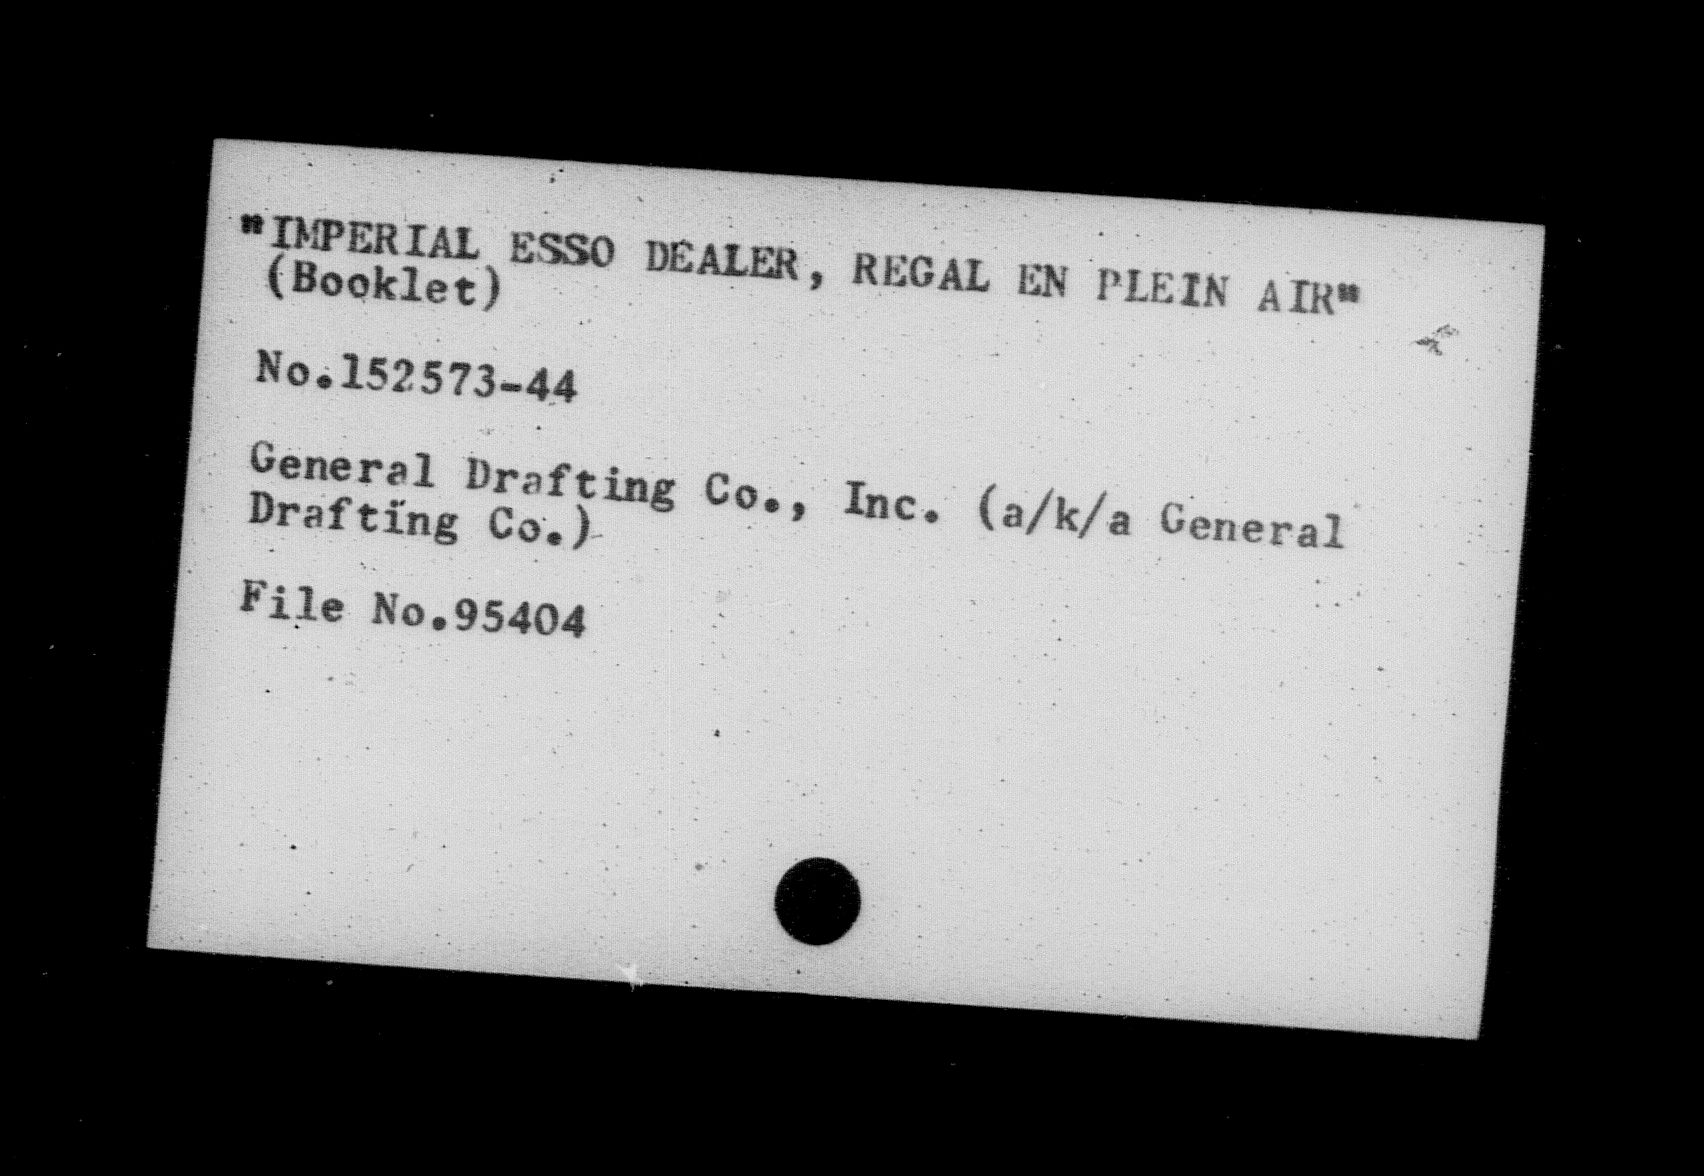 "IMPERIAL ESSO DEALER, REGAL EN PLEIN AIR"
(Booklet)
No.152573-44
General Drafting Co., Inc. (a/k/a General
Drafting Co.)
File No.95404